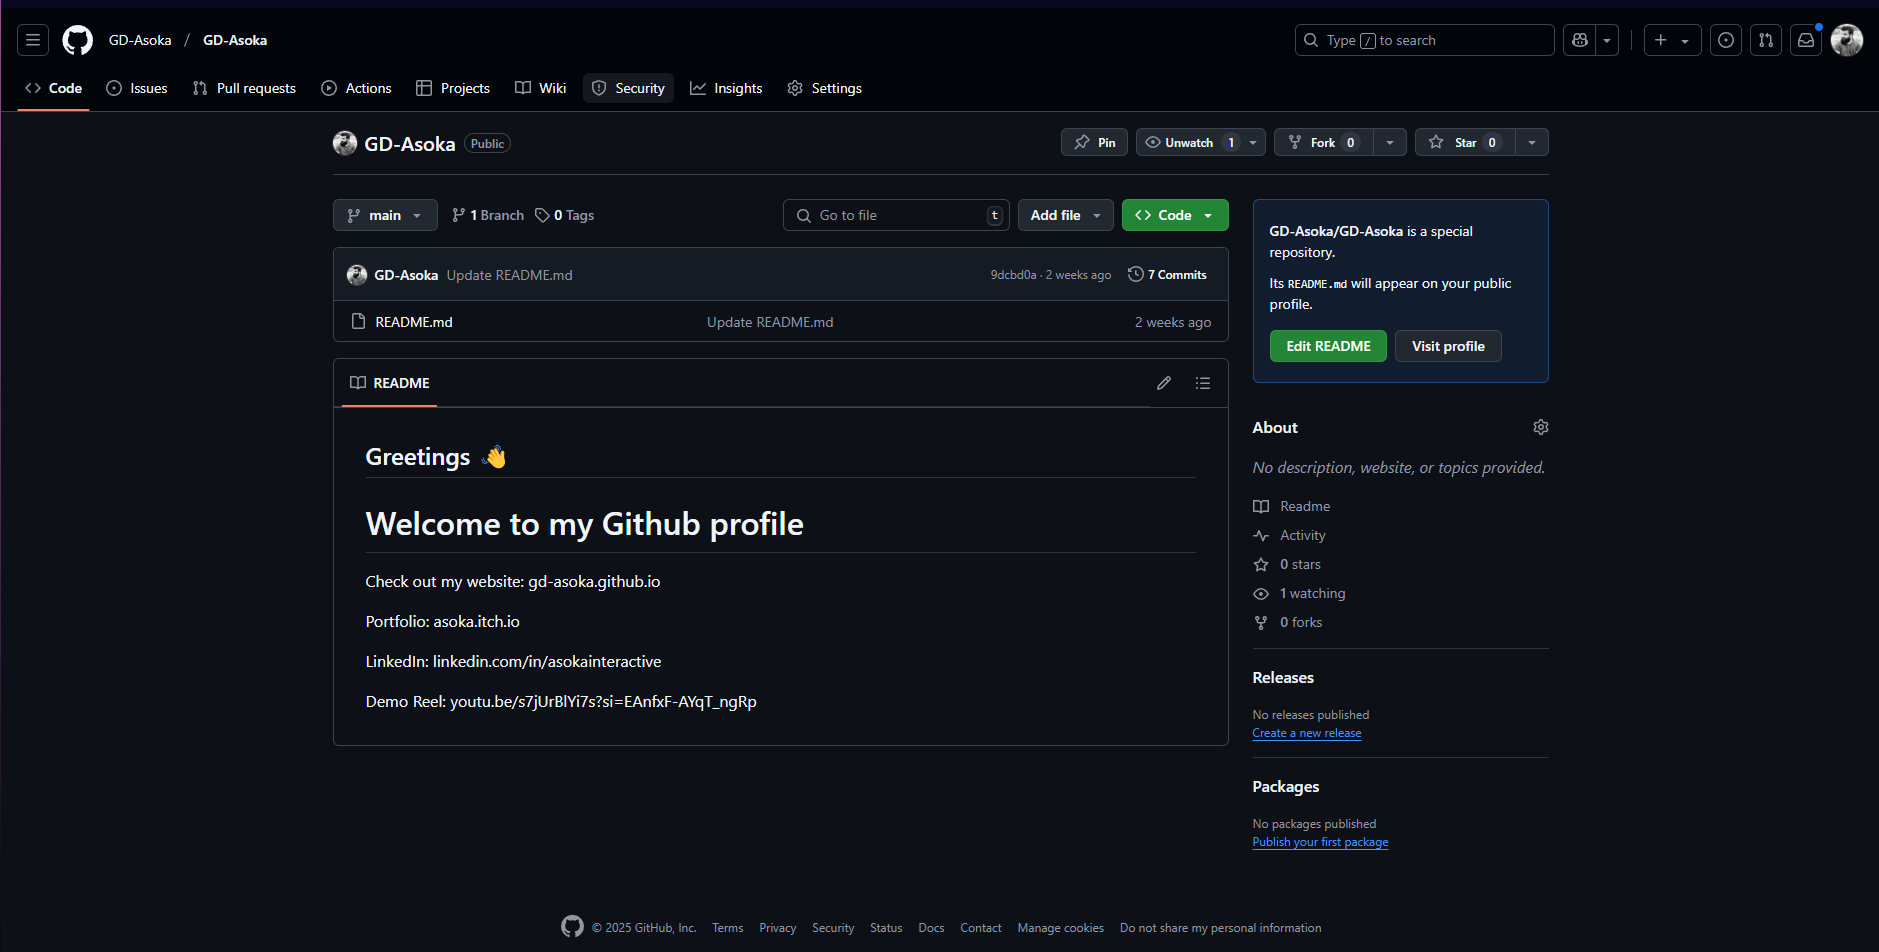 GD-Asoka / GD-Asoka
Type / to search
Code Issues Pull requests Actions Projects Wiki Security Insights Settings
GD-Asoka Public
Pin Unwatch 1 Fork 0 Star 0
main 1 Branch 0 Tags
Go to file t Add file Code
GD-Asoka Update README.md 9dcbd0a · 2 weeks ago 7 Commits
README.md Update README.md 2 weeks ago
README
Greetings 👋
Welcome to my Github profile
Check out my website: gd-asoka.github.io
Portfolio: asoka.itch.io
LinkedIn: linkedin.com/in/asokainteractive
Demo Reel: youtu.be/s7jUrBlYi7s?si=EAnfxF-AYqT_ngRp
GD-Asoka/GD-Asoka is a special
repository.
Its README.md will appear on your public
profile.
Edit README Visit profile
About
No description, website, or topics provided.
Readme
Activity
0 stars
1 watching
0 forks
Releases
No releases published
Create a new release
Packages
No packages published
Publish your first package
© 2025 GitHub, Inc. Terms Privacy Security Status Docs Contact Manage cookies Do not share my personal information